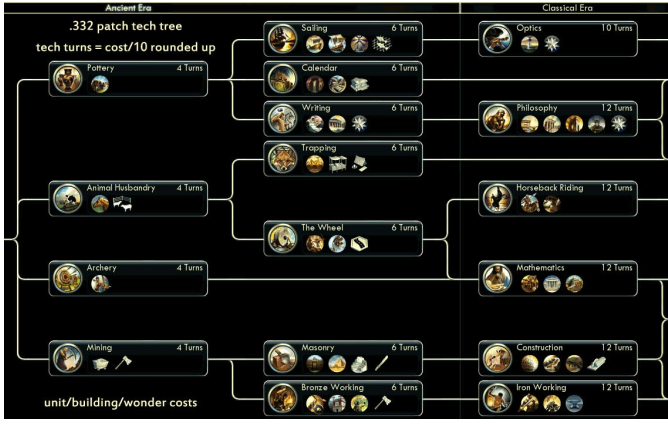 Ancient Era
Classical Era
.332 patch tech tree
tech turns = cost/10 rounded up
Sailing 6 Turns
Optics 10 Turns
Pottery 4 Turns
Calendar 6 Turns
Writing 6 Turns
Philosophy 12 Turns
Trapping 6 Turns
Animal Husbandry 4 Turns
Horseback Riding 12 Turns
The Wheel 6 Turns
Archery 4 Turns
Mathematics 12 Turns
Mining 4 Turns
Masonry 6 Turns
Construction 12 Turns
Bronze Working 6 Turns
Iron Working 12 Turns
unit/building/wonder costs